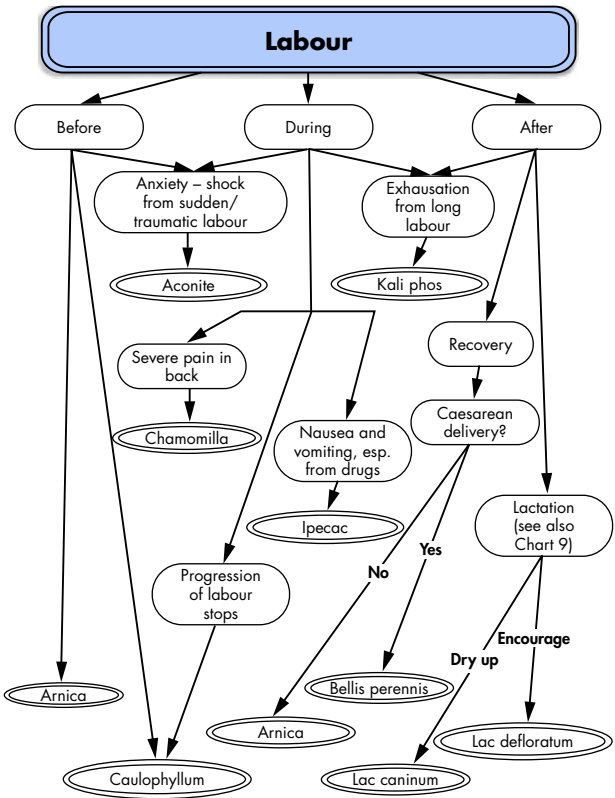 Labour
Before
During
After
Anxiety – shock
from sudden/
traumatic labour
Exhausation
from long
labour
Aconite
Kali phos
Recovery
Severe pain in
back
Caesarean
delivery?
Chamomilla
Nausea and
vomiting, esp.
from drugs
Lactation
(see also
Chart 9)
Ipecac
Yes
No
Progression
of labour
stops
Encourage
Dry up
Arnica
Bellis perennis
Arnica
Lac defloratum
Caulophyllum
Lac caninum